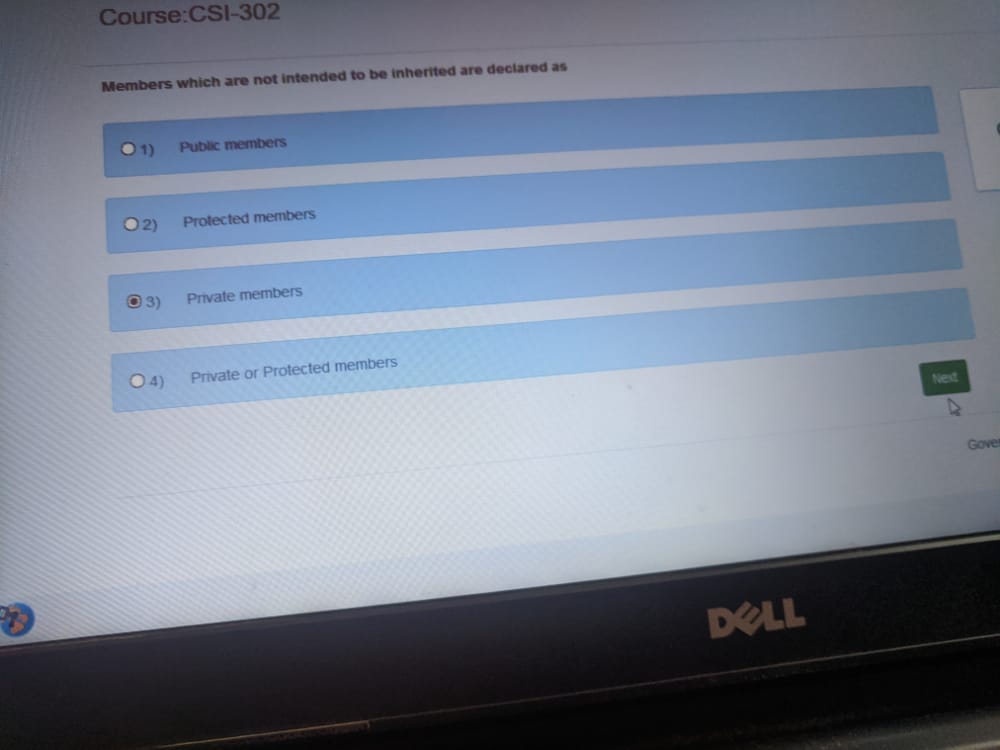 Course:CSI-302
Members which are not intended to be inherited are declared as
1) Public members
2) Protected members
3) Private members
4) Private or Protected members
Next
DELL